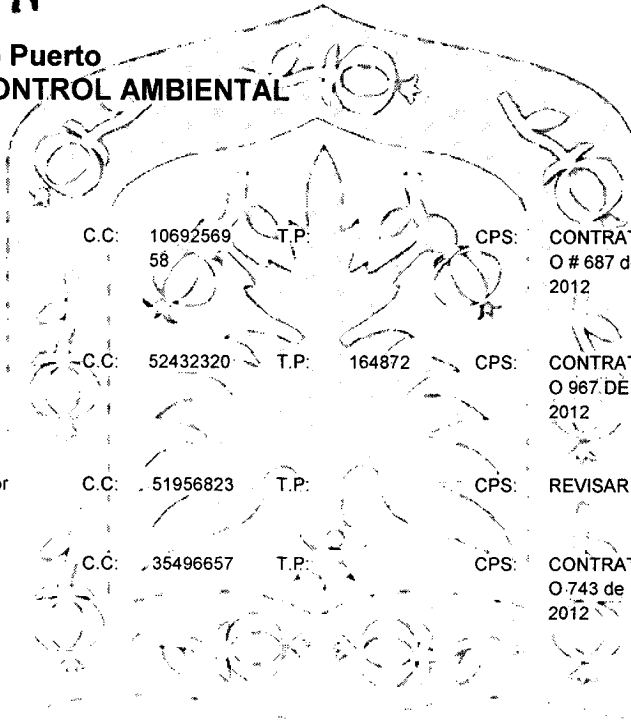 Puerto
ONTROL AMBIENTAL
C.C: 10692569 T.P: CPS: CONTRAT
58 O # 687 d
2012
C.C: 52432320 T.P: 164872 CPS: CONTRAT
O 967 DE
2012
or C.C: 51956823 T.P: CPS: REVISAR
C.C: 35496657 T.P: CPS: CONTRAT
O 743 de
2012